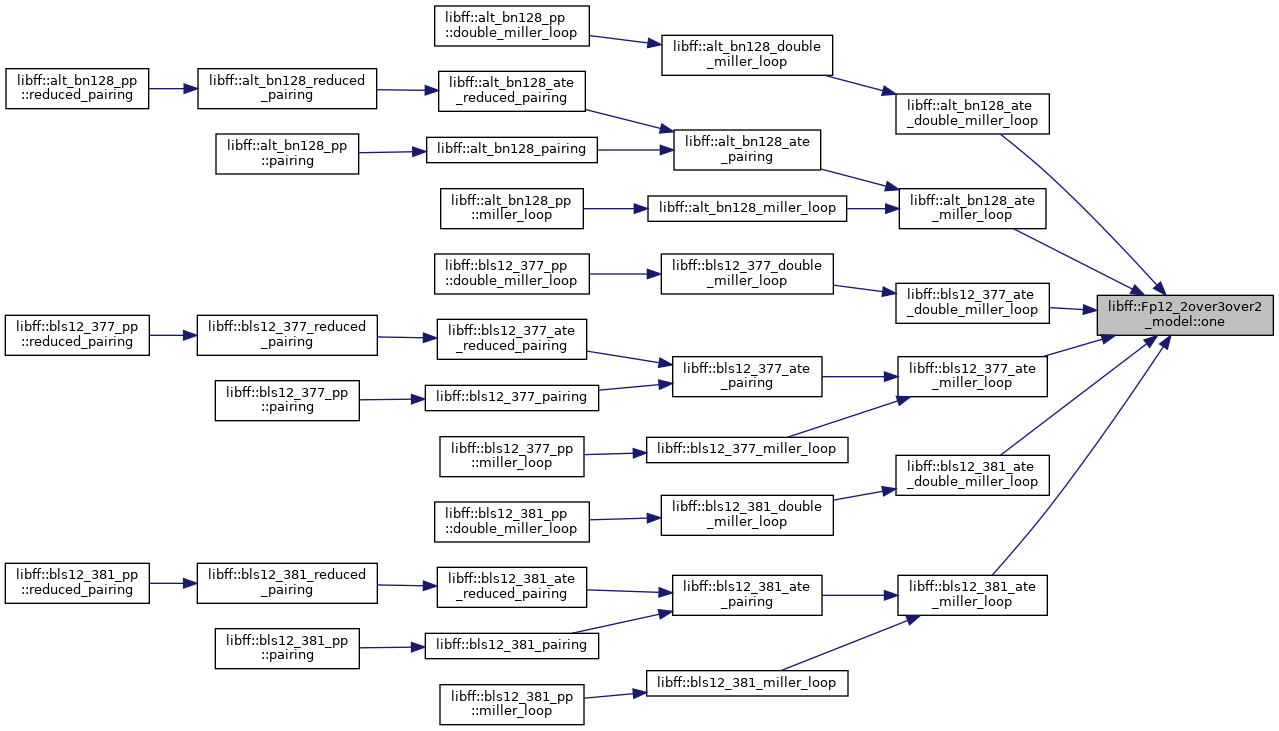 libff::alt_bn128_pp
::double_miller_loop
libff::alt_bn128_double
_miller_loop
libff::alt_bn128_pp
::reduced_pairing
libff::alt_bn128_reduced
_pairing
libff::alt_bn128_ate
_reduced_pairing
libff::alt_bn128_ate
_double_miller_loop
libff::alt_bn128_pp
::pairing
libff::alt_bn128_pairing
libff::alt_bn128_ate
_pairing
libff::alt_bn128_pp
::miller_loop
libff::alt_bn128_miller_loop
libff::alt_bn128_ate
_miller_loop
libff::bls12_377_pp
::double_miller_loop
libff::bls12_377_double
_miller_loop
libff::bls12_377_ate
_double_miller_loop
libff::Fp12_2over3over2
_model::one
libff::bls12_377_pp
::reduced_pairing
libff::bls12_377_reduced
_pairing
libff::bls12_377_ate
_reduced_pairing
libff::bls12_377_ate
_pairing
libff::bls12_377_ate
_miller_loop
libff::bls12_377_pp
::pairing
libff::bls12_377_pairing
libff::bls12_377_pp
::miller_loop
libff::bls12_377_miller_loop
libff::bls12_381_ate
_double_miller_loop
libff::bls12_381_pp
::double_miller_loop
libff::bls12_381_double
_miller_loop
libff::bls12_381_pp
::reduced_pairing
libff::bls12_381_reduced
_pairing
libff::bls12_381_ate
_reduced_pairing
libff::bls12_381_ate
_pairing
libff::bls12_381_ate
_miller_loop
libff::bls12_381_pp
::pairing
libff::bls12_381_pairing
libff::bls12_381_pp
::miller_loop
libff::bls12_381_miller_loop